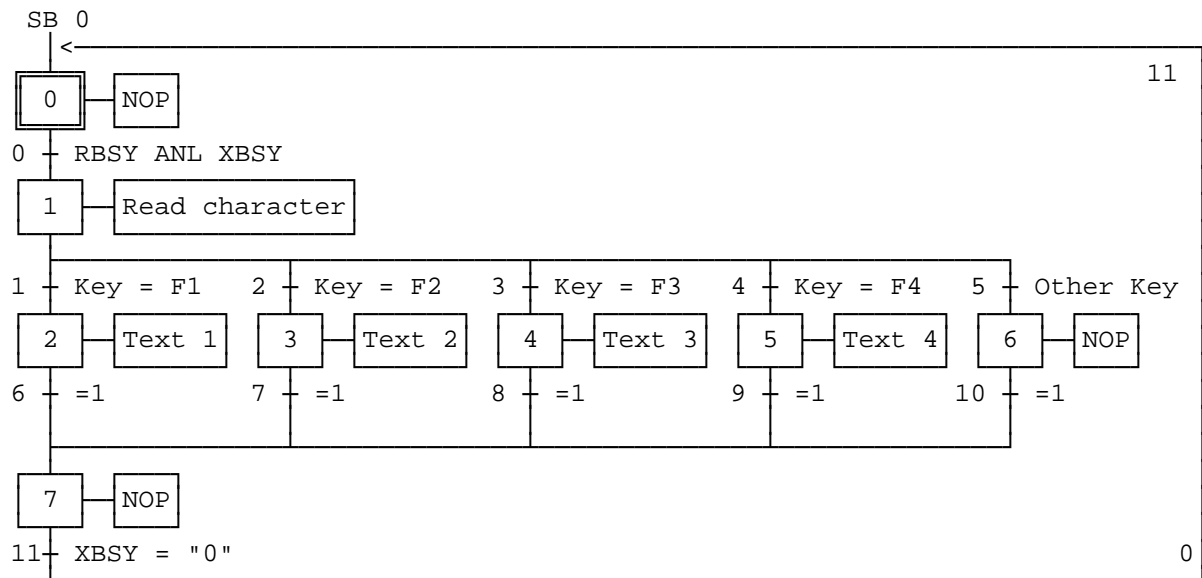 SB 0
11
0 NOP
0 RBSY ANL XBSY
1 Read character
1 Key = F1 2 Key = F2 3 Key = F3 4 Key = F4 5 Other Key
2 Text 1 3 Text 2 4 Text 3 5 Text 4 6 NOP
6 =1 7 =1 8 =1 9 =1 10 =1
7 NOP
11 XBSY = "0" 0